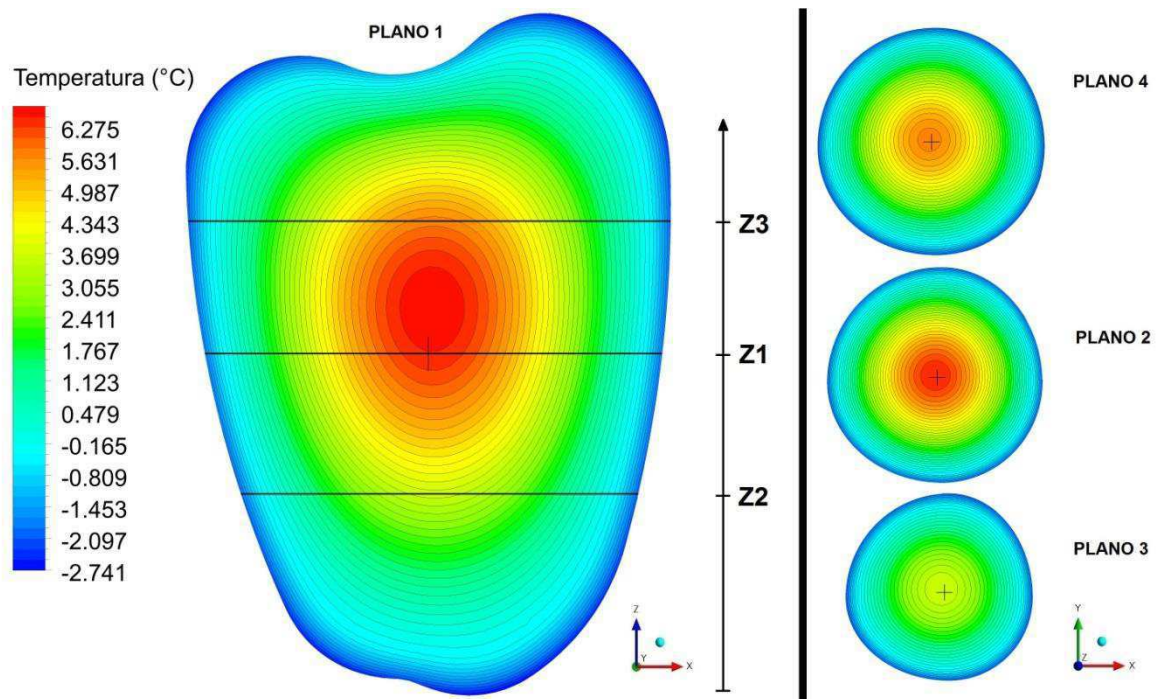 PLANO 1
Temperatura (°C)
6.275
5.631
4.987
4.343
3.699
3.055
2.411
1.767
1.123
0.479
-0.165
-0.809
-1.453
-2.097
-2.741
Z3
Z1
Z2
Z
Y
X
PLANO 4
PLANO 2
PLANO 3
Y
Z
X